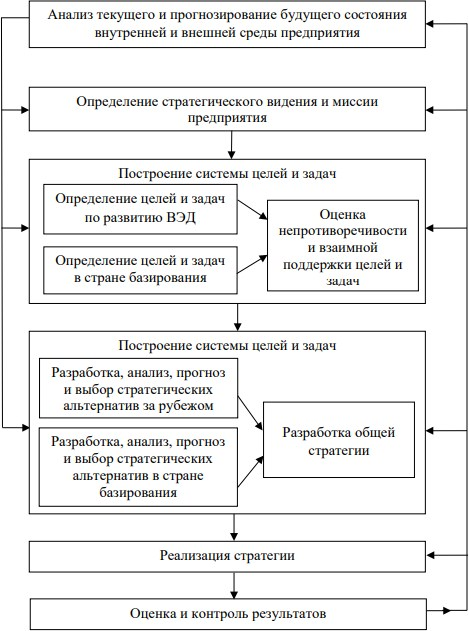 Анализ текущего и прогнозирование будущего состояния
внутренней и внешней среды предприятия
Определение стратегического видения и миссии
предприятия
Построение системы целей и задач
Определение целей и задач
по развитию ВЭД
Определение целей и задач
в стране базирования
Оценка
непротиворечивости
и взаимной
поддержки целей и
задач
Построение системы целей и задач
Разработка, анализ, прогноз
и выбор стратегических
альтернатив за рубежом
Разработка, анализ, прогноз
и выбор стратегических
альтернатив в стране
базирования
Разработка общей
стратегии
Реализация стратегии
Оценка и контроль результатов